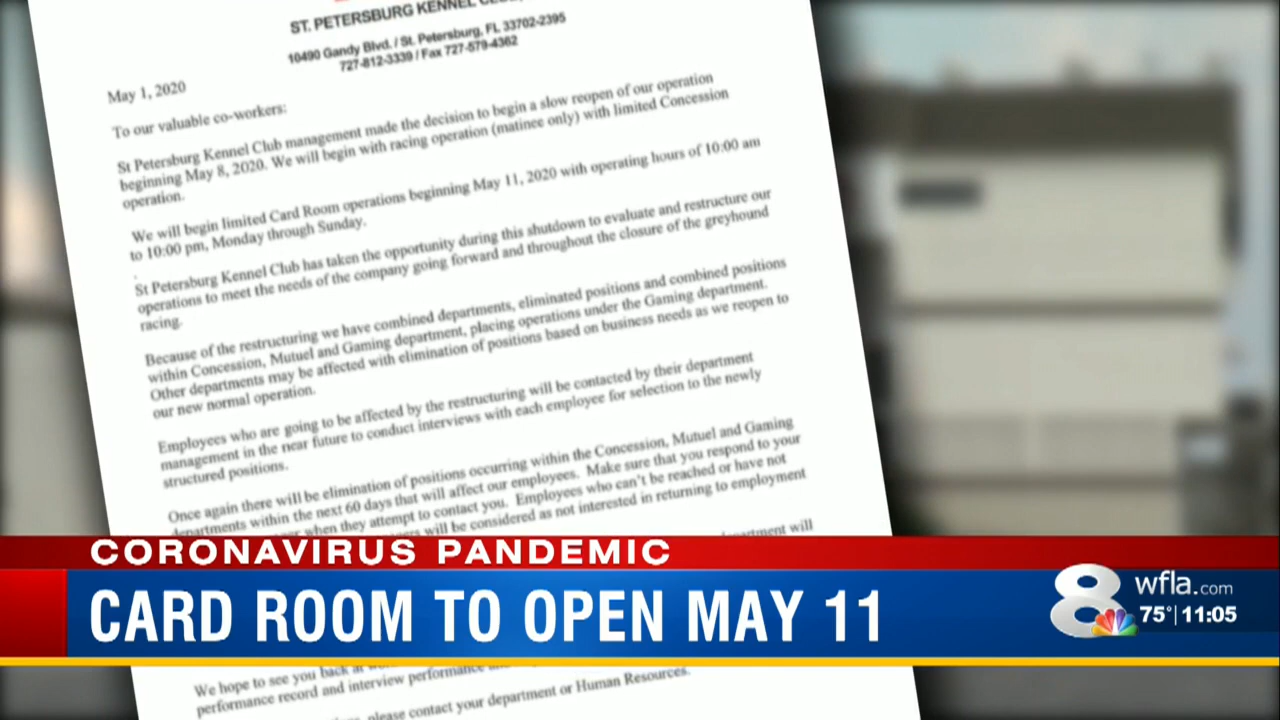 ST. PETERSBURG KENNEL
10490 Gandy Blvd. / St. Petersburg, FL 33702-2395
727-812-3339 / Fax 727-579-4362
May 1, 2020
To our valuable co-workers:
St Petersburg Kennel Club management made the decision to begin a slow reopen of our operation
beginning May 8, 2020. We will begin with racing operation (matinee only) with limited Concession
operation.
We will begin limited Card Room operations beginning May 11, 2020 with operating hours of 10:00 am
to 10:00 pm, Monday through Sunday.
.
St Petersburg Kennel Club has taken the opportunity during this shutdown to evaluate and restructure our
operations to meet the needs of the company going forward and throughout the closure of the greyhound
racing.
Because of the restructuring we have combined departments, eliminated positions and combined positions
within Concession, Mutuel and Gaming department, placing operations under the Gaming department.
Other departments may be affected with elimination of positions based on business needs as we reopen to
our new normal operation.
Employees who are going to be affected by the restructuring will be contacted by their department
management in the near future to conduct interviews with each employee for selection to the newly
structured positions.
Once again there will be elimination of positions occurring within the Concession, Mutuel and Gaming
departments within the next 60 days that will affect our employees. Make sure that you respond to your
when they attempt to contact you. Employees who can't be reached or have not
will be considered as not interested in returning to employment
department will
CORONAVIRUS PANDEMIC
CARD ROOM TO OPEN MAY 11
8 wfla.com
75° | 11:05
We hope to see you back at
performance record and interview performance
please contact your department or Human Resources.